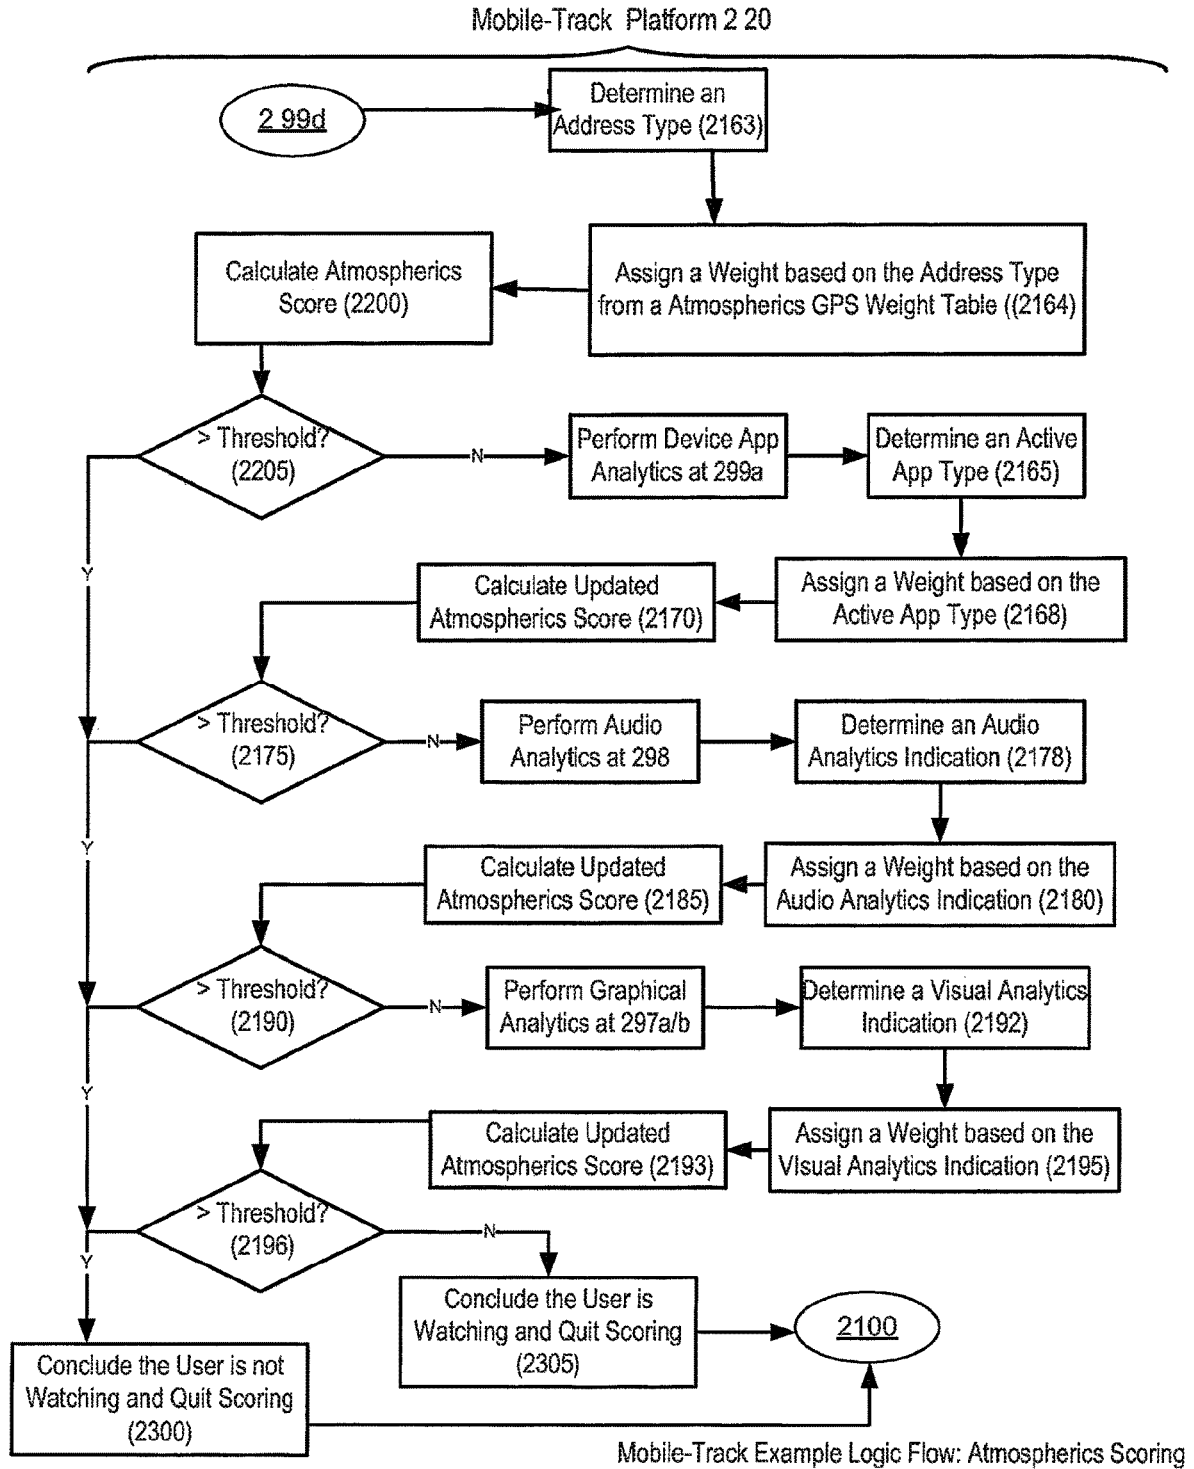 Mobile-Track Platform 2 20
2 99d
Determine an
Address Type (2163)
Calculate Atmospherics
Score (2200)
Assign a Weight based on the Address Type
from a Atmospherics GPS Weight Table ((2164)
> Threshold?
(2205)
N
Perform Device App
Analytics at 299a
Determine an Active
App Type (2165)
Y
Calculate Updated
Atmospherics Score (2170)
Assign a Weight based on the
Active App Type (2168)
> Threshold?
(2175)
N
Perform Audio
Analytics at 298
Determine an Audio
Analytics Indication (2178)
Y
Calculate Updated
Atmospherics Score (2185)
Assign a Weight based on the
Audio Analytics Indication (2180)
> Threshold?
(2190)
N
Perform Graphical
Analytics at 297a/b
Determine a Visual Analytics
Indication (2192)
Y
Calculate Updated
Atmospherics Score (2193)
Assign a Weight based on the
Visual Analytics Indication (2195)
> Threshold?
(2196)
N
Y
Conclude the User is
Watching and Quit Scoring
(2305)
2100
Conclude the User is not
Watching and Quit Scoring
(2300)
Mobile-Track Example Logic Flow: Atmospherics Scoring